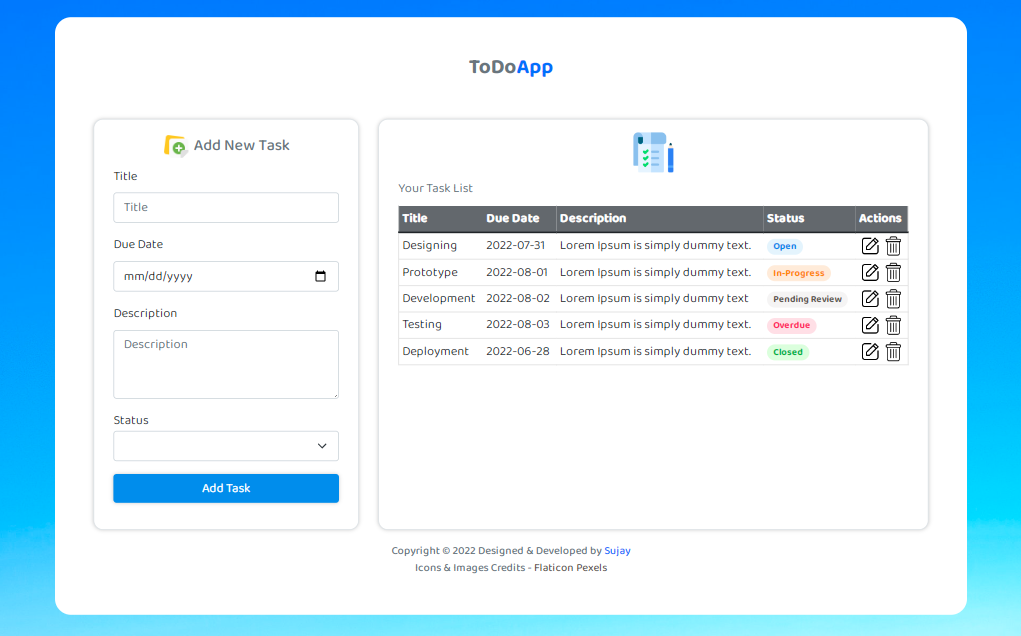 ToDoApp
Add New Task
Title
Title
Due Date
mm/dd/yyyy
Description
Description
Status
Add Task
Your Task List
Title Due Date Description Status Actions
Designing 2022-07-31 Lorem Ipsum is simply dummy text. Open
Prototype 2022-08-01 Lorem Ipsum is simply dummy text. In-Progress
Development 2022-08-02 Lorem Ipsum is simply dummy text Pending Review
Testing 2022-08-03 Lorem Ipsum is simply dummy text. Overdue
Deployment 2022-06-28 Lorem Ipsum is simply dummy text. Closed
Copyright © 2022 Designed & Developed by Sujay
Icons & Images Credits - Flaticon Pexels